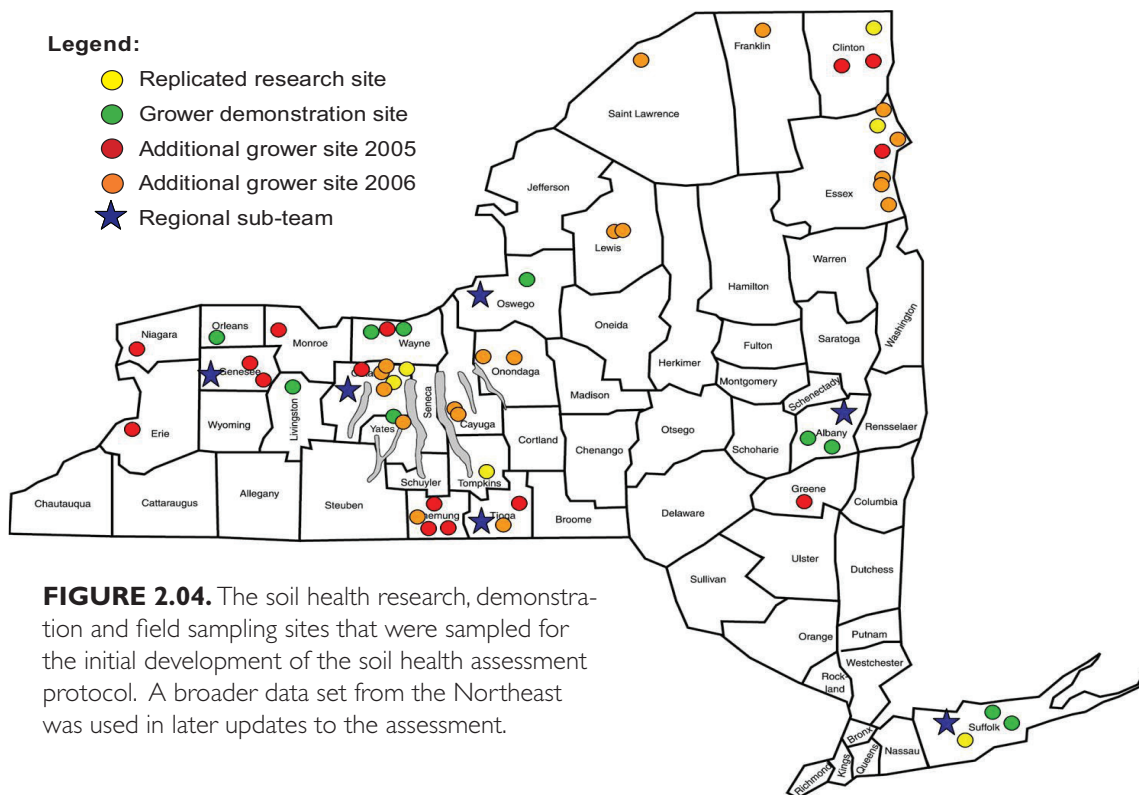 Legend:
Replicated research site
Grower demonstration site
Additional grower site 2005
Additional grower site 2006
Regional sub-team
Clinton
Franklin
Saint Lawrence
Essex
Jefferson
Lewis
Warren
Hamilton
Washington
Oswego
Oneida
Herkimer
Fulton
Saratoga
Montgomery
Schenectady
Niagara
Orleans
Monroe
Wayne
Onondaga
Madison
Genesee
Livingston
Seneca
Cayuga
Erie
Wyoming
Yates
Cortland
Chenango
Otsego
Schoharie
Albany
Rensselaer
Chautauqua
Cattaraugus
Allegany
Steuben
Schuyler
Tompkins
Tioga
Broome
Delaware
Greene
Columbia
Ulster
Dutchess
Sullivan
Orange
Putnam
Westchester
Rock-
land
Bronx
Richmond
Kings
Queens
Nassau
Suffolk
FIGURE 2.04. The soil health research, demonstra-
tion and field sampling sites that were sampled for
the initial development of the soil health assessment
protocol. A broader data set from the Northeast
was used in later updates to the assessment.